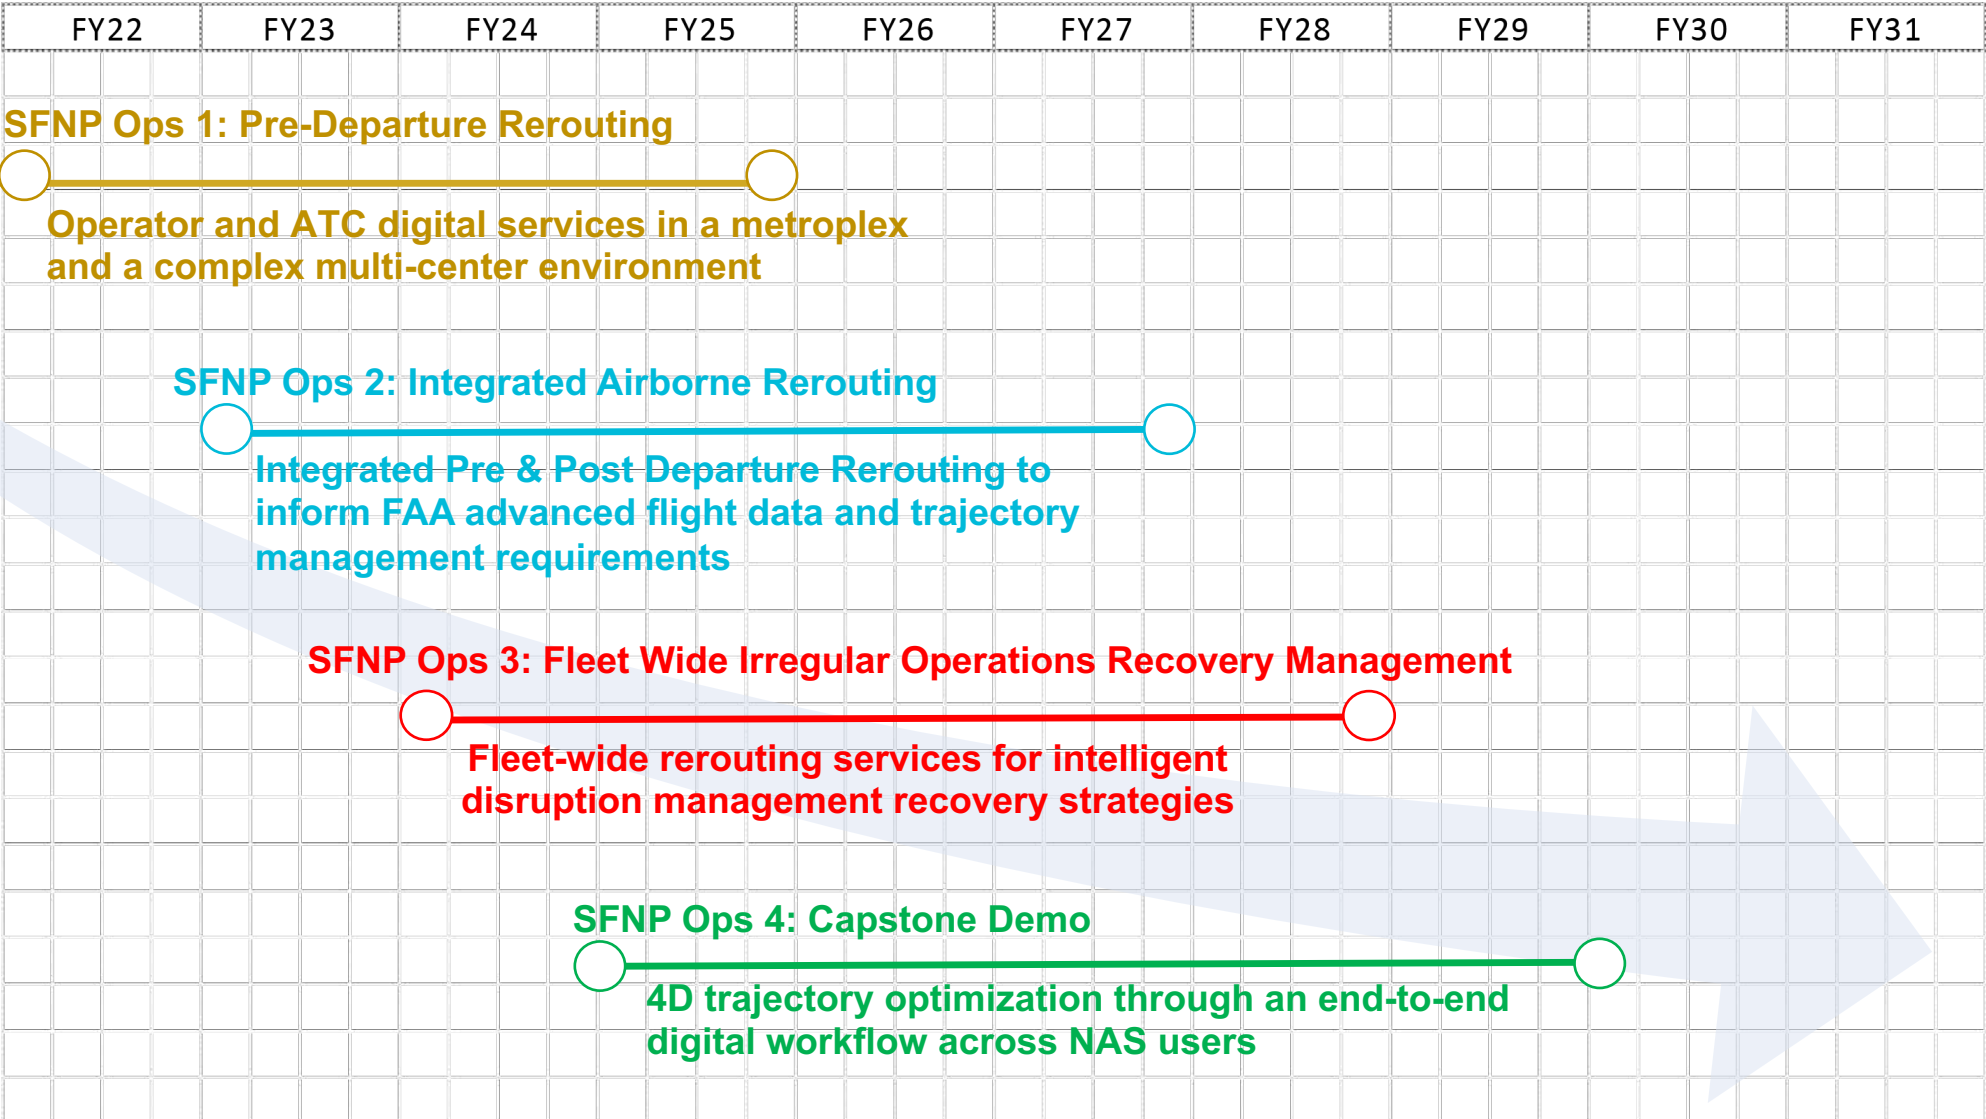 FY22 FY23 FY24 FY25 FY26 FY27 FY28 FY29 FY30 FY31
SFNP Ops 1: Pre-Departure Rerouting
Operator and ATC digital services in a metroplex
and a complex multi-center environment
SFNP Ops 2: Integrated Airborne Rerouting
Integrated Pre & Post Departure Rerouting to
inform FAA advanced flight data and trajectory
management requirements
SFNP Ops 3: Fleet Wide Irregular Operations Recovery Management
Fleet-wide rerouting services for intelligent
disruption management recovery strategies
SFNP Ops 4: Capstone Demo
4D trajectory optimization through an end-to-end
digital workflow across NAS users